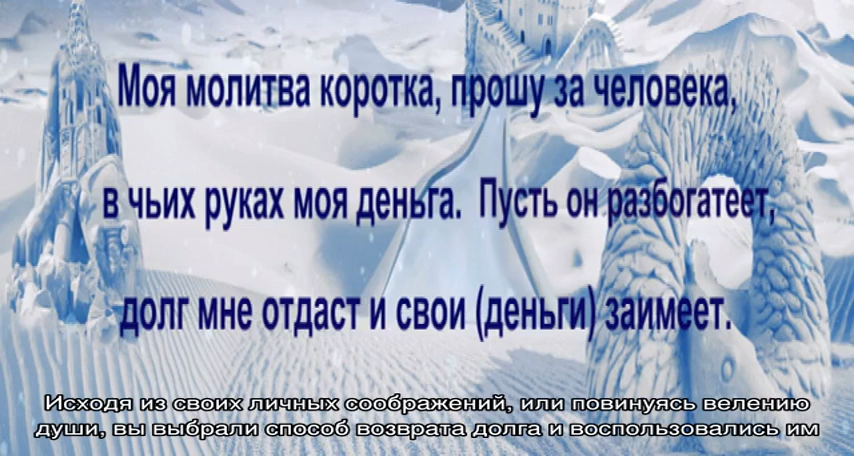 Моя молитва коротка, прошу за человека,
в чьих руках моя деньга. Пусть он разбогатеет,
долг мне отдаст и свои (деньги) заимеет.
Исходя из своих личных соображений, или повинуясь велению
души, вы выбрали способ возврата долга и воспользовались им